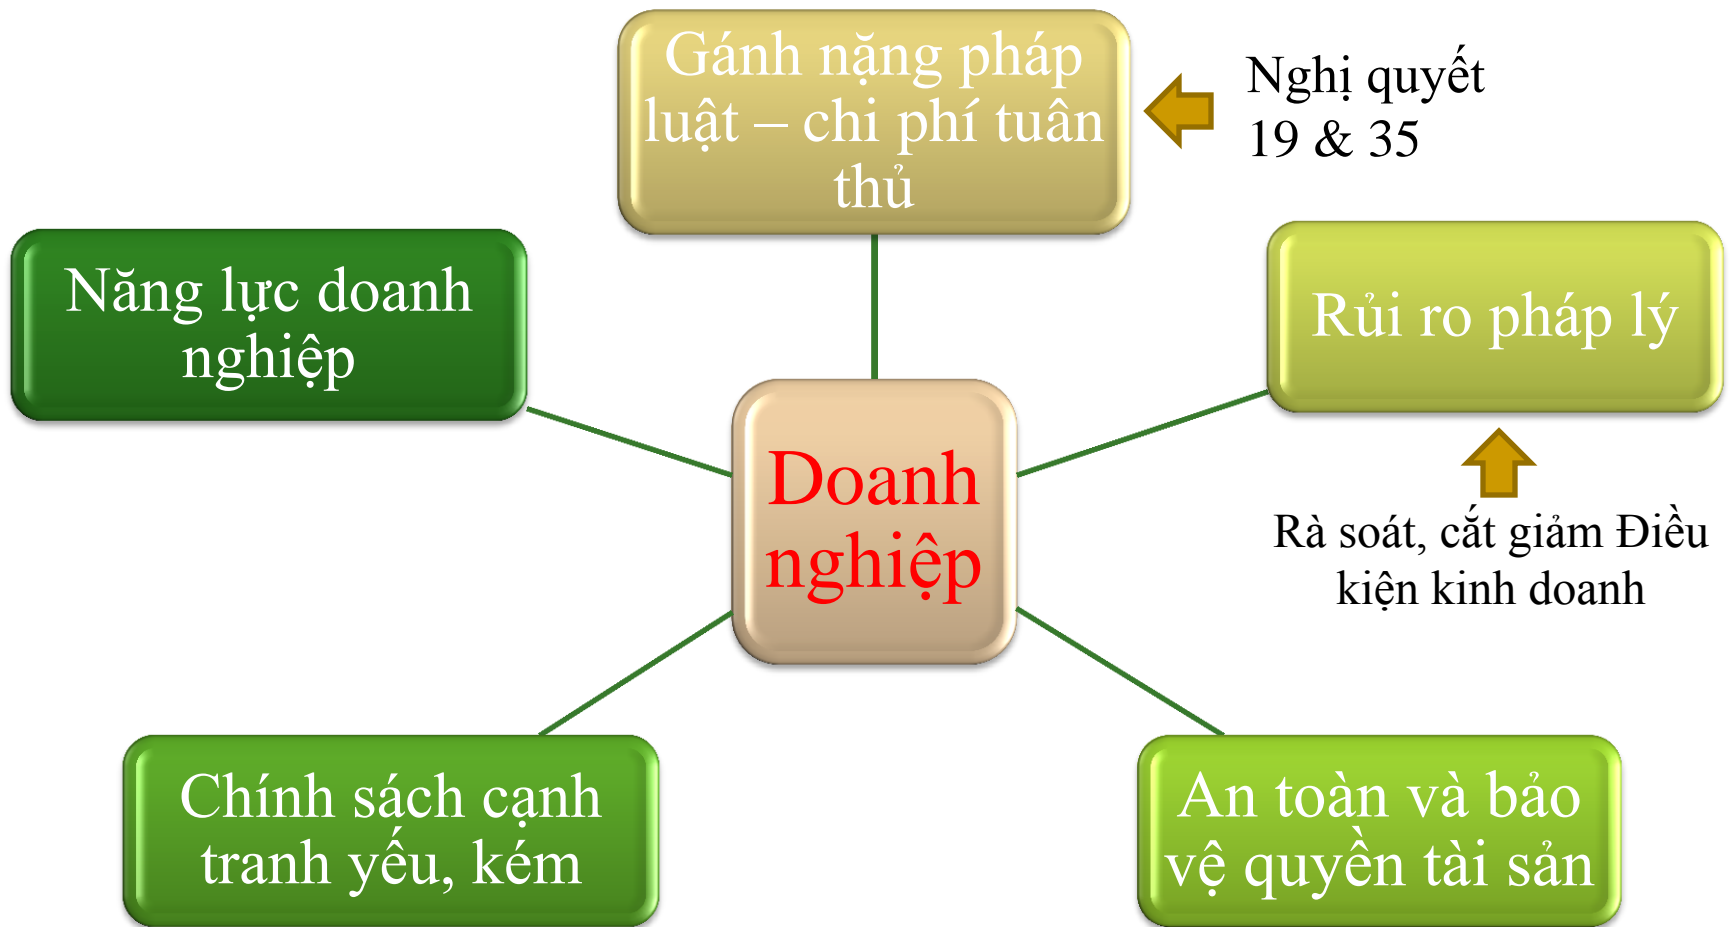 Gánh nặng pháp
luật – chi phí tuân
thủ
Nghị quyết
19 & 35
Năng lực doanh
nghiệp
Rủi ro pháp lý
Doanh
nghiệp
Rà soát, cắt giảm Điều
kiện kinh doanh
Chính sách cạnh
tranh yếu, kém
An toàn và bảo
vệ quyền tài sản